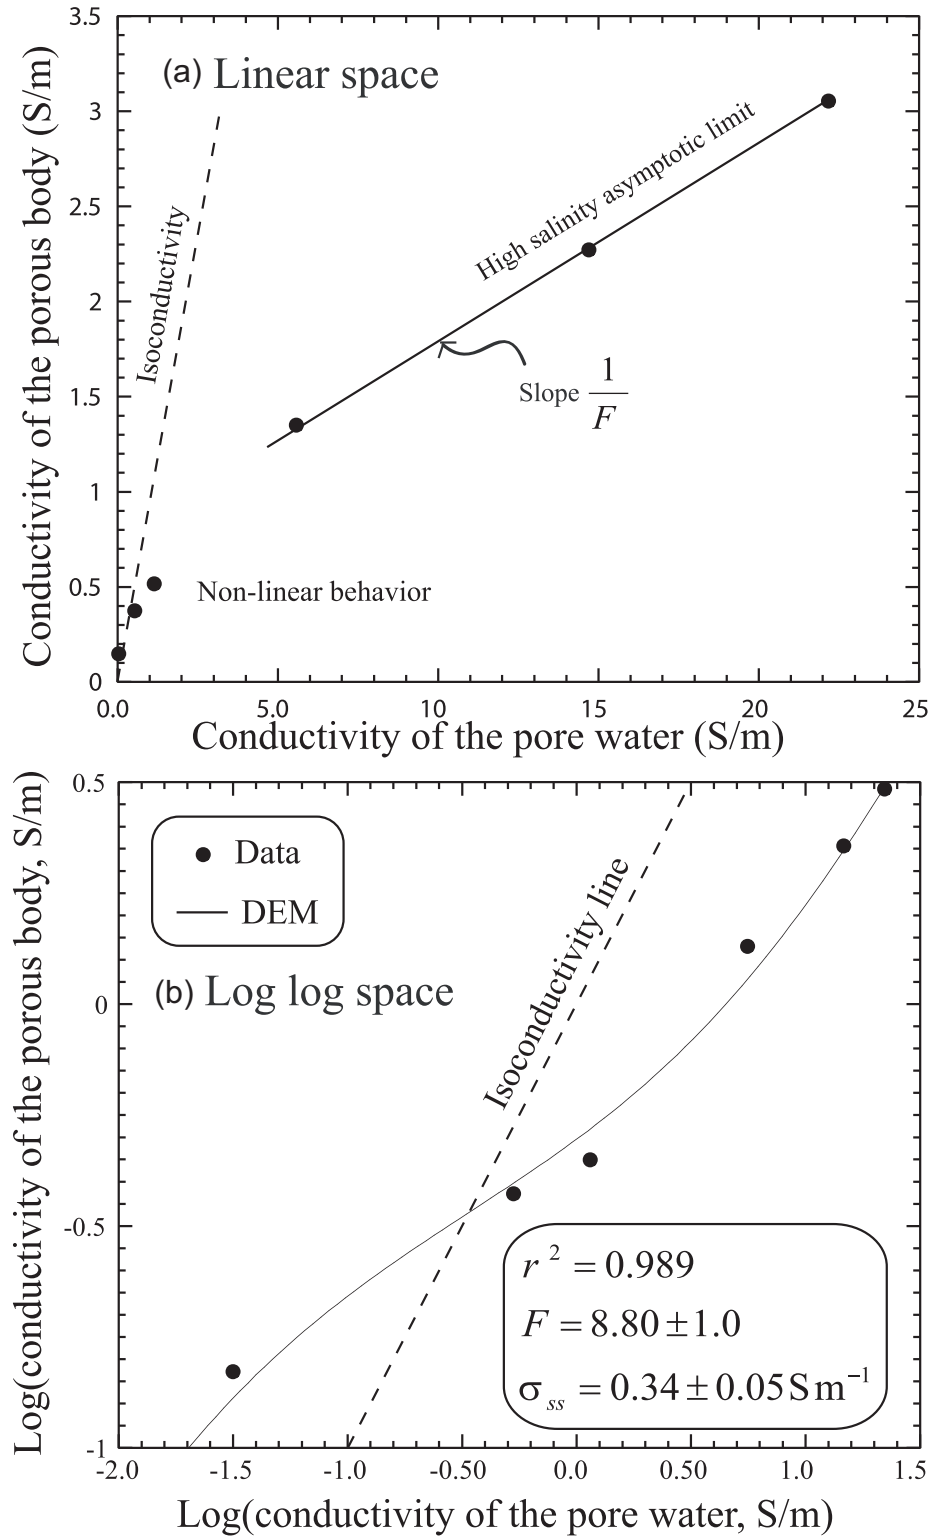 3.5
3
2.5
2
1.5
1
0.5
0
(a) Linear space
High salinity asymptotic limit
Isoconductivity
Slope 1/F
Non-linear behavior
0.0 5.0 10 15 20 25
Conductivity of the porous body (S/m)
Conductivity of the pore water (S/m)
0.5
0
-0.5
-1
Data
DEM
(b) Log log space
Isoconductivity line
r² = 0.989
F = 8.80 ± 1.0
σss = 0.34 ± 0.05 S m⁻¹
-2.0 -1.5 -1.0 -0.50 0.0 0.50 1.0 1.5
Log(conductivity of the porous body, S/m)
Log(conductivity of the pore water, S/m)